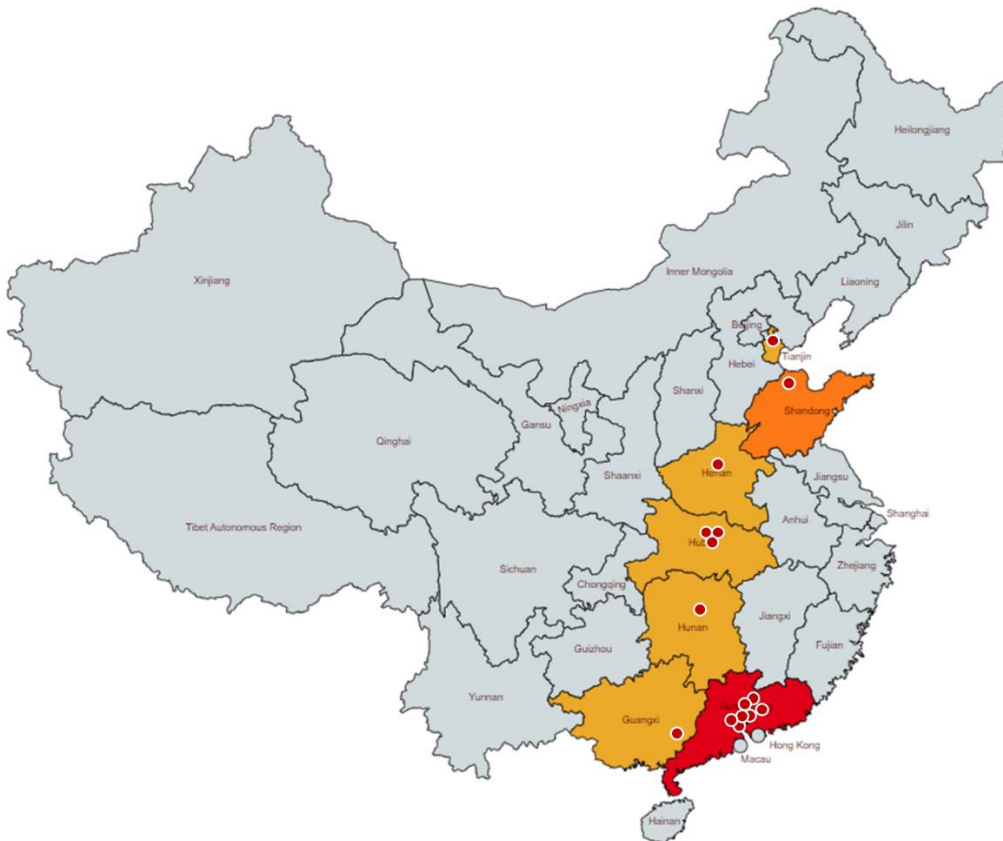 Heilongjiang
Jilin
Inner Mongolia
Xinjiang
Liaoning
Beijing
Tianjin
Hebei
Shanxi
Ningxia
Shandong
Gansu
Qinghai
Henan
Shaanxi
Jiangsu
Shanghai
Anhui
Tibet Autonomous Region
Sichuan
Zhejiang
Chongqing
Jiangxi
Hunan
Fujian
Guizhou
Yunnan
Guangxi
Hong Kong
Macau
Hainan